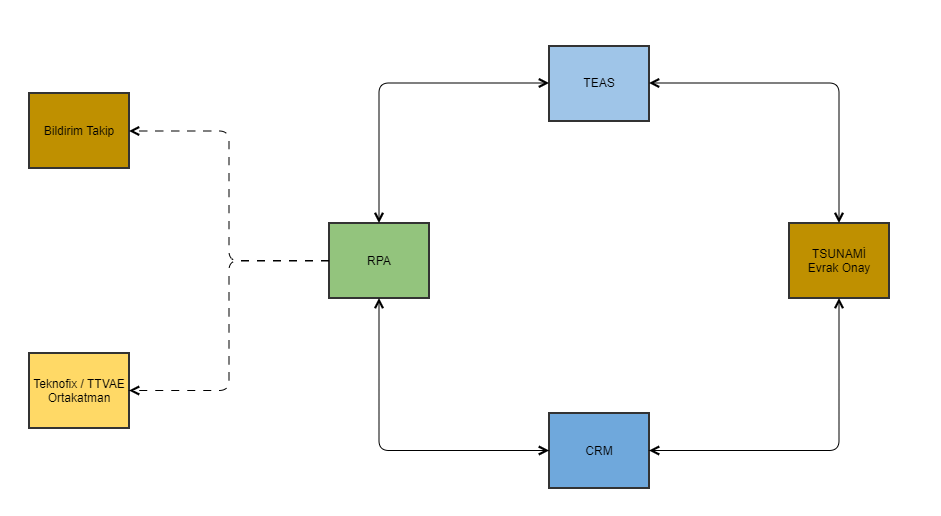 TEAS
Bildirim Takip
RPA
TSUNAMİ
Evrak Onay
Teknofix / TTVAE
Ortakatman
CRM